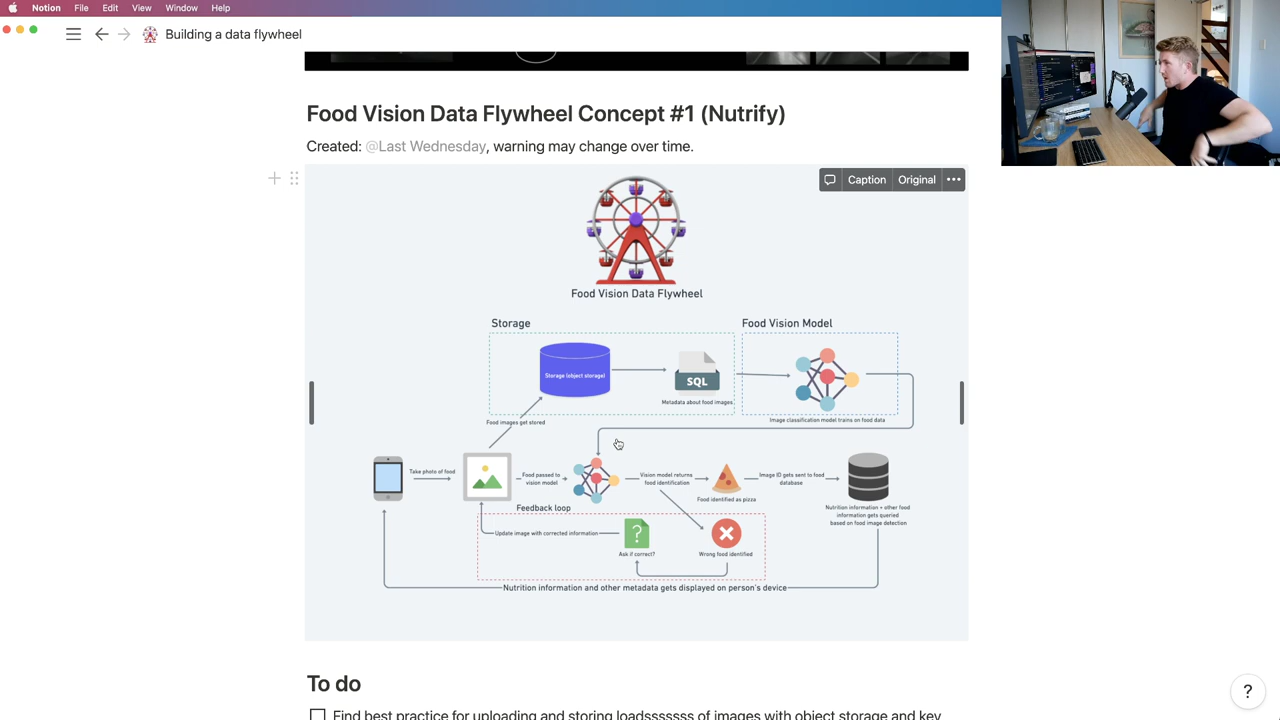 Notion File Edit View Window Help
Building a data flywheel
Food Vision Data Flywheel Concept #1 (Nutrify)
Created: @Last Wednesday, warning may change over time.
Caption Original
Food Vision Data Flywheel
Storage
Food Vision Model
Storage (object storage)
SQL
Metadata about food images
Image classification model trains on food data
Food images get stored
Take photo of food
Food passed to
vision model
Vision model returns
food identification
Image ID gets sent to food
database
Food identified as pizza
Nutrition information + other food
information gets queried
based on food image detection
Feedback loop
Update image with corrected information
?
Ask if correct?
Wrong food identified
Nutrition information and other metadata gets displayed on person's device
To do
Find best practice for uploading and storing loadsssssss of images with object storage and key
?